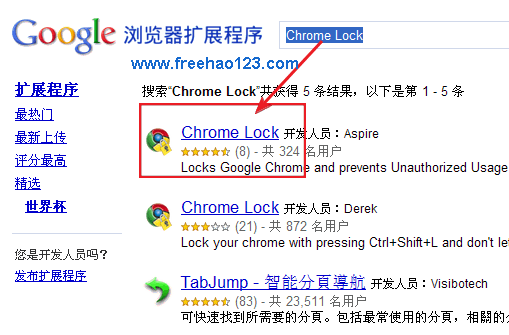 Google 浏览器扩展程序
Chrome Lock
www.freehao123.com
扩展程序
最热门
最新上传
评分最高
精选
世界杯
您是开发人员吗？
发布扩展程序
搜索“Chrome Lock”共获得 5 条结果，以下是第 1 - 5 条
Chrome Lock 开发人员：Aspire
(8) - 共 324 名用户
Locks Google Chrome and prevents Unauthorized Usage
Chrome Lock 开发人员：Derek
(21) - 共 872 名用户
Lock your chrome with pressing Ctrl+Shift+L and don't let
TabJump - 智能分頁導航 开发人员：Visibotech
(83) - 共 23,511 名用户
可快速找到所需要的分頁。包括最常使用的分頁，相關的